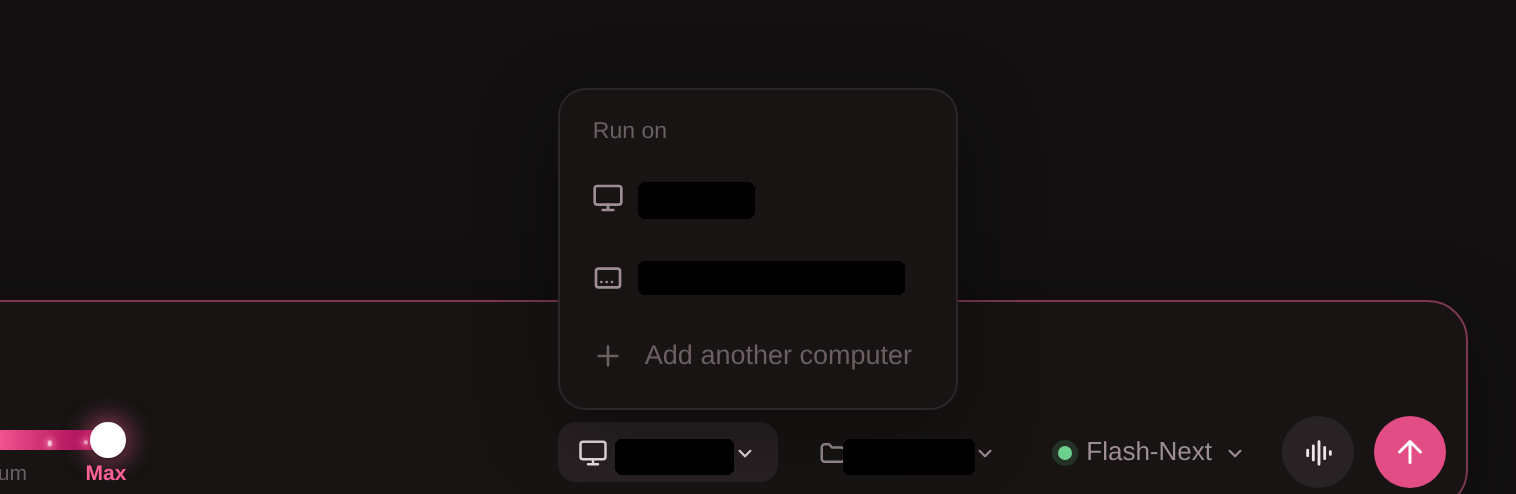 Run on
Add another computer
um
Max
Flash-Next